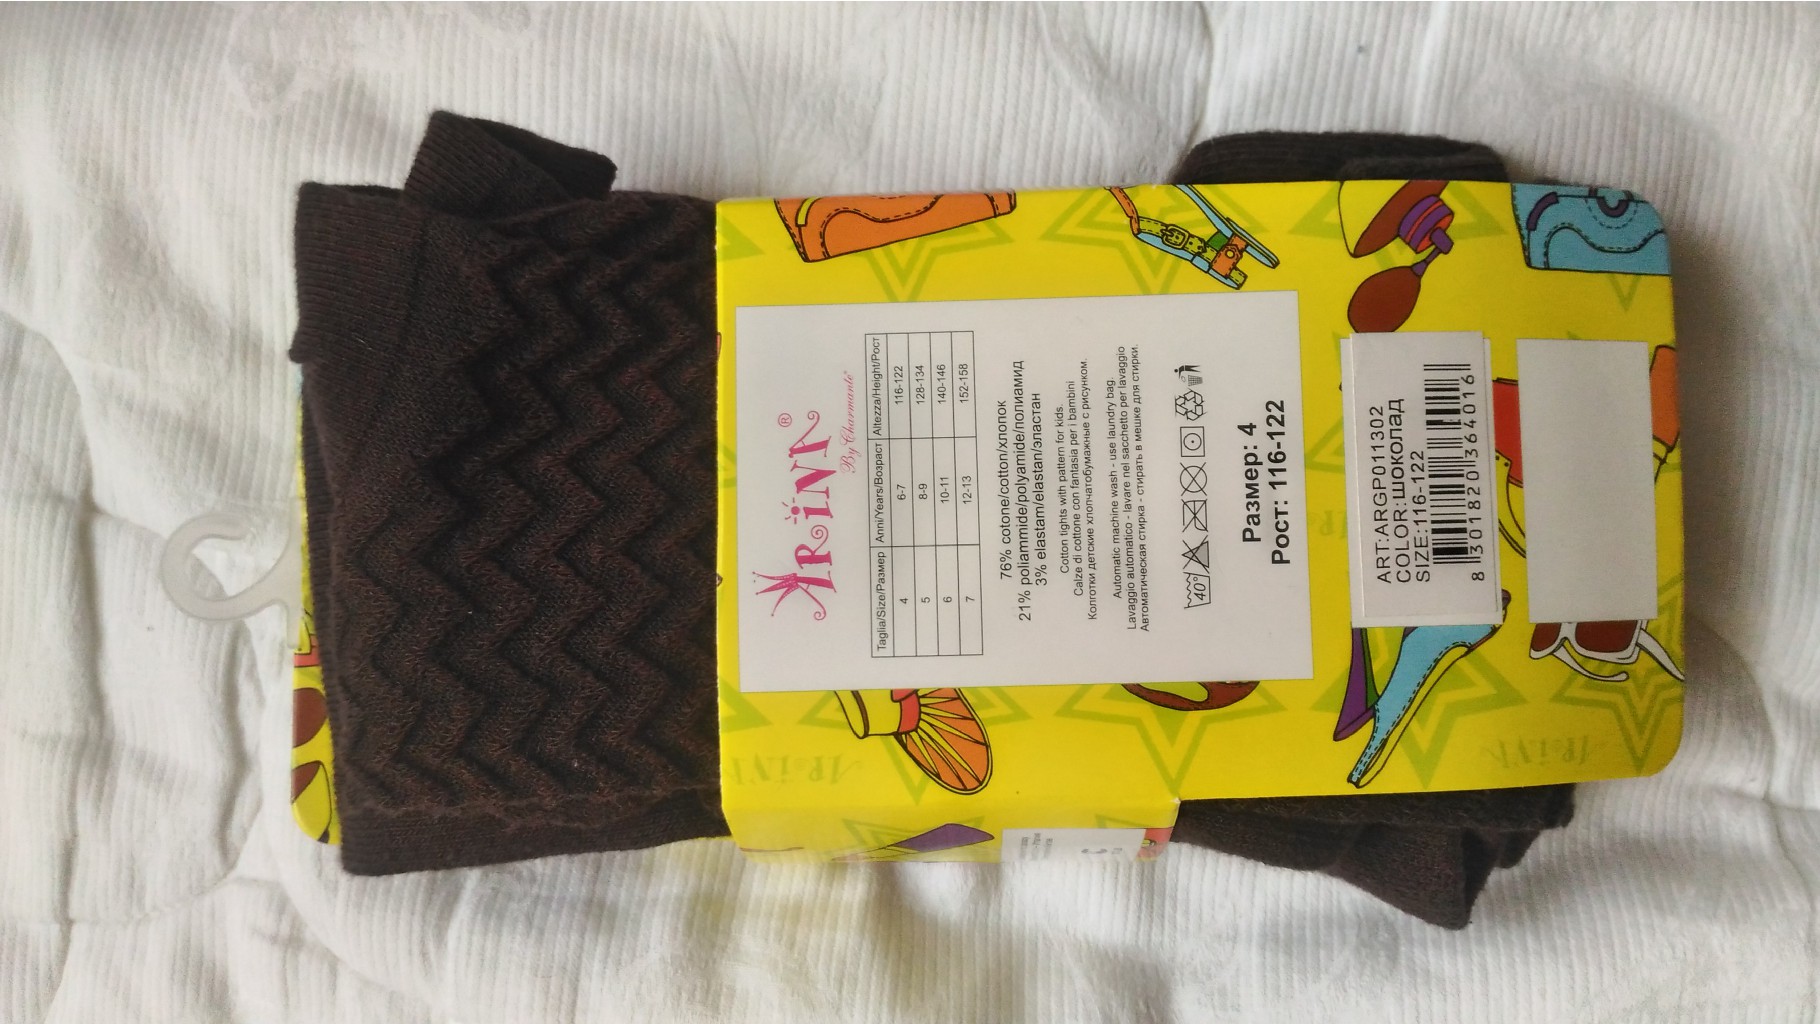 ARINA®
By Charmante®
Taglia/Size/Размер Anni/Years/Возраст Altezza/Height/Рост
4 6-7 116-122
5 8-9 128-134
6 10-11 140-146
7 12-13 152-158
76% cotone/cotton/хлопок
21% poliammide/polyamide/полиамид
3% elastam/elastan/эластан
Cotton tights with pattern for kids.
Calze di cottone con fantasia per i bambini
Колготки детские хлопчатобумажные с рисунком.
Automatic machine wash - use laundry bag.
Lavaggio automatico - lavare nel sacchetto per lavaggio
Автоматическая стирка - стирать в мешке для стирки.
40°
Размер: 4
Рост: 116-122
ART:ARGP011302
COLOR:шоколад
SIZE:116-122
8 301820 364016